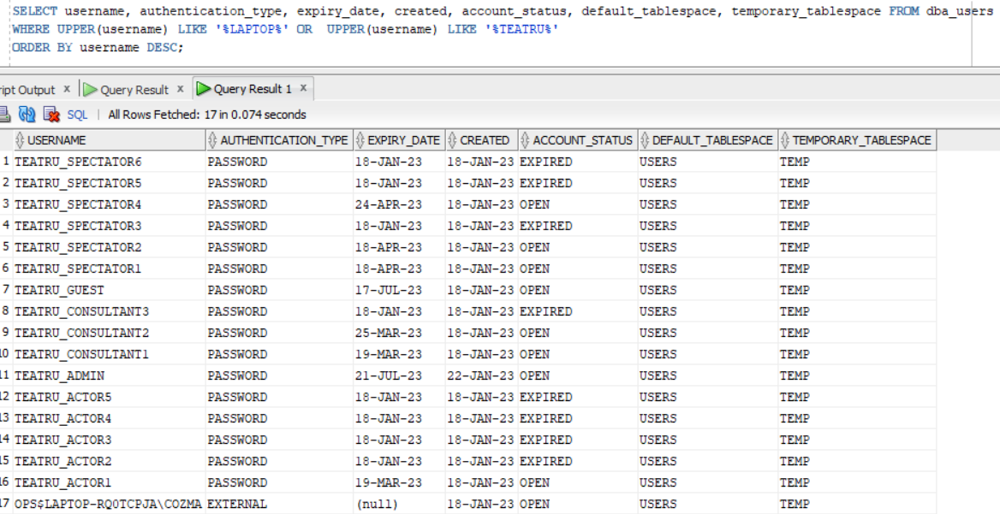 SELECT username, authentication_type, expiry_date, created, account_status, default_tablespace, temporary_tablespace FROM dba_users
WHERE UPPER(username) LIKE '%LAPTOP%' OR UPPER(username) LIKE '%TEATRU%'
ORDER BY username DESC;
ript Output x Query Result x Query Result 1 x
SQL | All Rows Fetched: 17 in 0.074 seconds
USERNAME AUTHENTICATION_TYPE EXPIRY_DATE CREATED ACCOUNT_STATUS DEFAULT_TABLESPACE TEMPORARY_TABLESPACE
1 TEATRU_SPECTATOR6 PASSWORD 18-JAN-23 18-JAN-23 EXPIRED USERS TEMP
2 TEATRU_SPECTATOR5 PASSWORD 18-JAN-23 18-JAN-23 EXPIRED USERS TEMP
3 TEATRU_SPECTATOR4 PASSWORD 24-APR-23 18-JAN-23 OPEN USERS TEMP
4 TEATRU_SPECTATOR3 PASSWORD 18-JAN-23 18-JAN-23 EXPIRED USERS TEMP
5 TEATRU_SPECTATOR2 PASSWORD 18-APR-23 18-JAN-23 OPEN USERS TEMP
6 TEATRU_SPECTATOR1 PASSWORD 18-APR-23 18-JAN-23 OPEN USERS TEMP
7 TEATRU_GUEST PASSWORD 17-JUL-23 18-JAN-23 OPEN USERS TEMP
8 TEATRU_CONSULTANT3 PASSWORD 18-JAN-23 18-JAN-23 EXPIRED USERS TEMP
9 TEATRU_CONSULTANT2 PASSWORD 25-MAR-23 18-JAN-23 OPEN USERS TEMP
10 TEATRU_CONSULTANT1 PASSWORD 19-MAR-23 18-JAN-23 OPEN USERS TEMP
11 TEATRU_ADMIN PASSWORD 21-JUL-23 22-JAN-23 OPEN USERS TEMP
12 TEATRU_ACTOR5 PASSWORD 18-JAN-23 18-JAN-23 EXPIRED USERS TEMP
13 TEATRU_ACTOR4 PASSWORD 18-JAN-23 18-JAN-23 EXPIRED USERS TEMP
14 TEATRU_ACTOR3 PASSWORD 18-JAN-23 18-JAN-23 EXPIRED USERS TEMP
15 TEATRU_ACTOR2 PASSWORD 18-JAN-23 18-JAN-23 EXPIRED USERS TEMP
16 TEATRU_ACTOR1 PASSWORD 19-MAR-23 18-JAN-23 OPEN USERS TEMP
17 OPS$LAPTOP-RQ0TCPJA\COZMA EXTERNAL (null) 18-JAN-23 OPEN USERS TEMP